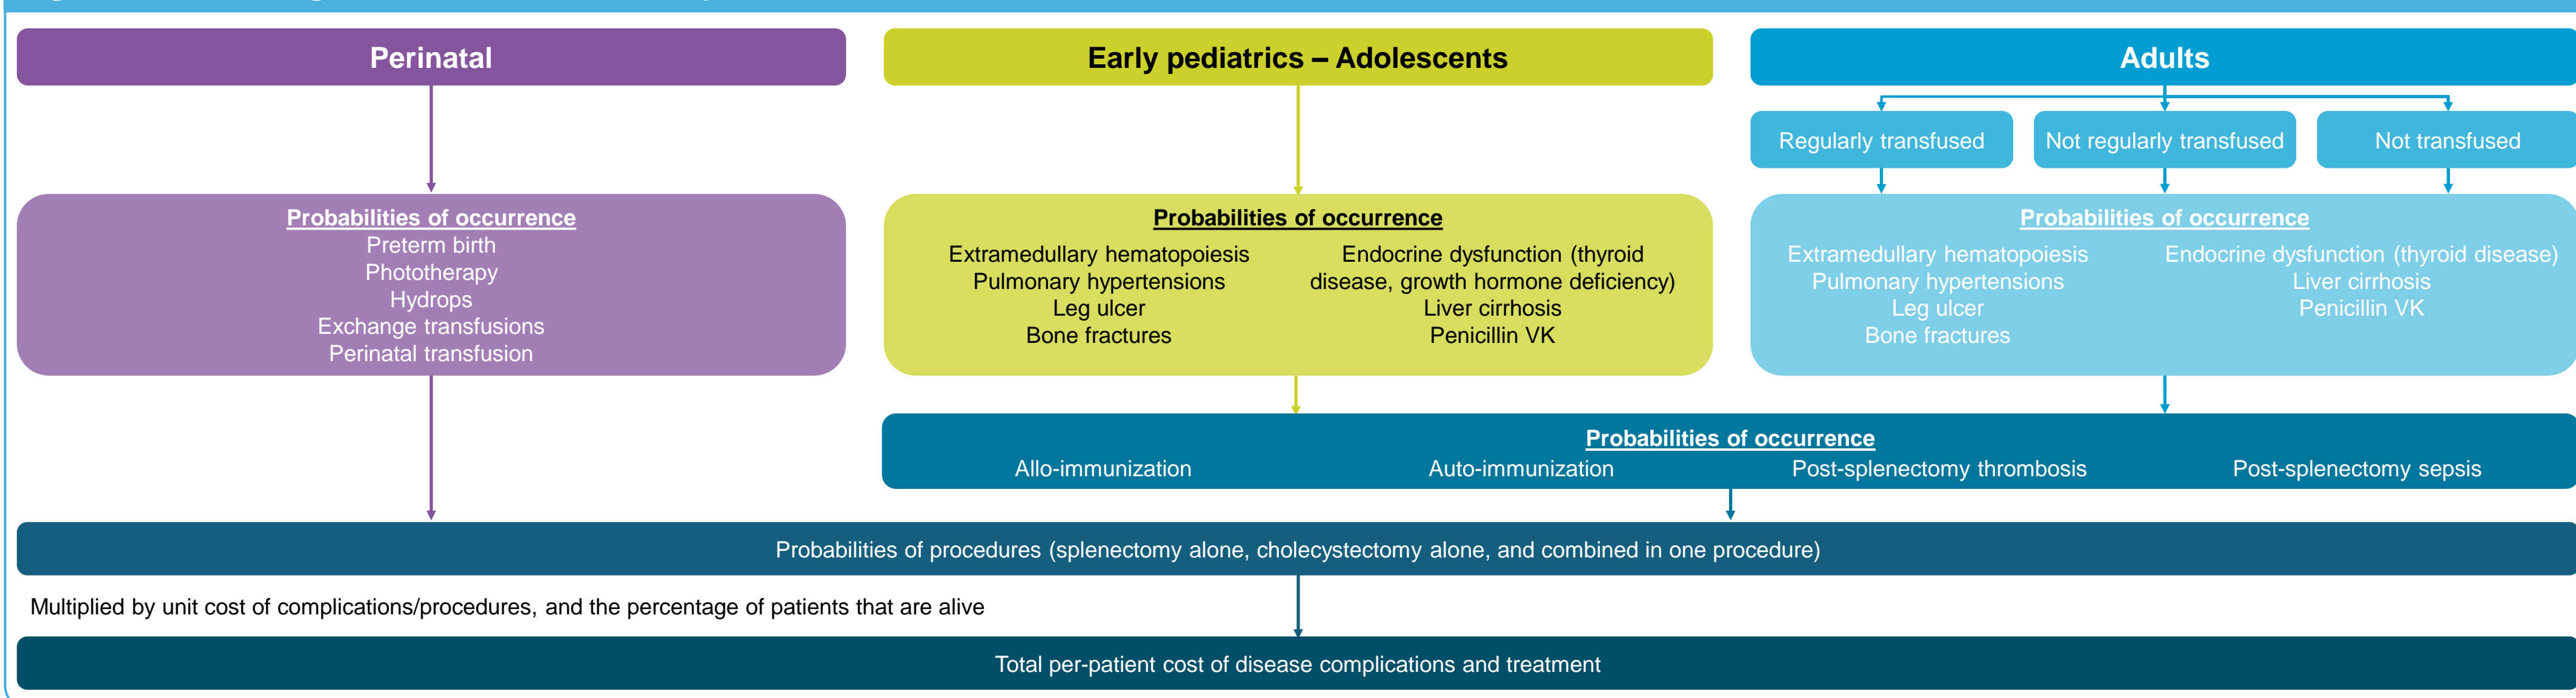 Perinatal
Early pediatrics – Adolescents
Adults
Regularly transfused
Not regularly transfused
Not transfused
Probabilities of occurrence
Preterm birth
Phototherapy
Hydrops
Exchange transfusions
Perinatal transfusion
Probabilities of occurrence
Extramedullary hematopoiesis
Pulmonary hypertensions
Leg ulcer
Bone fractures
Endocrine dysfunction (thyroid
disease, growth hormone deficiency)
Liver cirrhosis
Penicillin VK
Probabilities of occurrence
Extramedullary hematopoiesis
Pulmonary hypertensions
Leg ulcer
Bone fractures
Endocrine dysfunction (thyroid disease)
Liver cirrhosis
Penicillin VK
Probabilities of occurrence
Allo-immunization
Auto-immunization
Post-splenectomy thrombosis
Post-splenectomy sepsis
Probabilities of procedures (splenectomy alone, cholecystectomy alone, and combined in one procedure)
Multiplied by unit cost of complications/procedures, and the percentage of patients that are alive
Total per-patient cost of disease complications and treatment